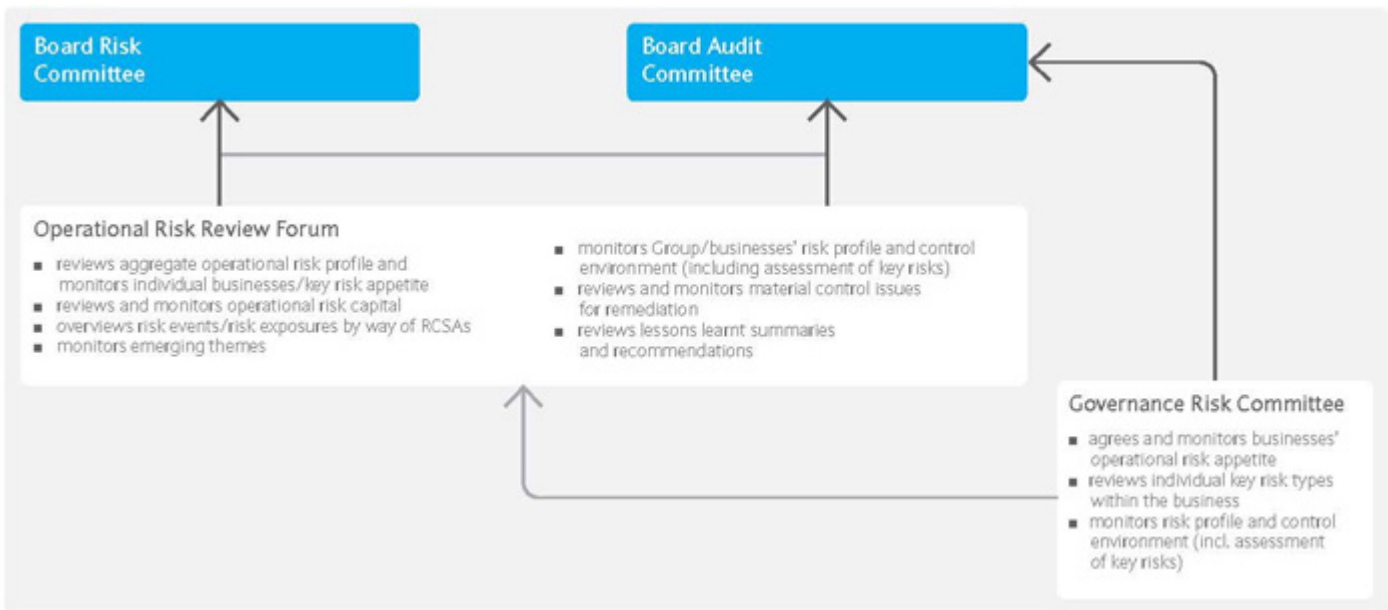 Board Risk
Committee
Board Audit
Committee
Operational Risk Review Forum
■ reviews aggregate operational risk profile and
monitors individual businesses/key risk appetite
■ reviews and monitors operational risk capital
■ overviews risk events/risk exposures by way of RCSAs
■ monitors emerging themes
■ monitors Group/businesses' risk profile and control
environment (including assessment of key risks)
■ reviews and monitors material control issues
for remediation
■ reviews lessons learnt summaries
and recommendations
Governance Risk Committee
■ agrees and monitors businesses'
operational risk appetite
■ reviews individual key risk types
within the business
■ monitors risk profile and control
environment (incl. assessment
of key risks)